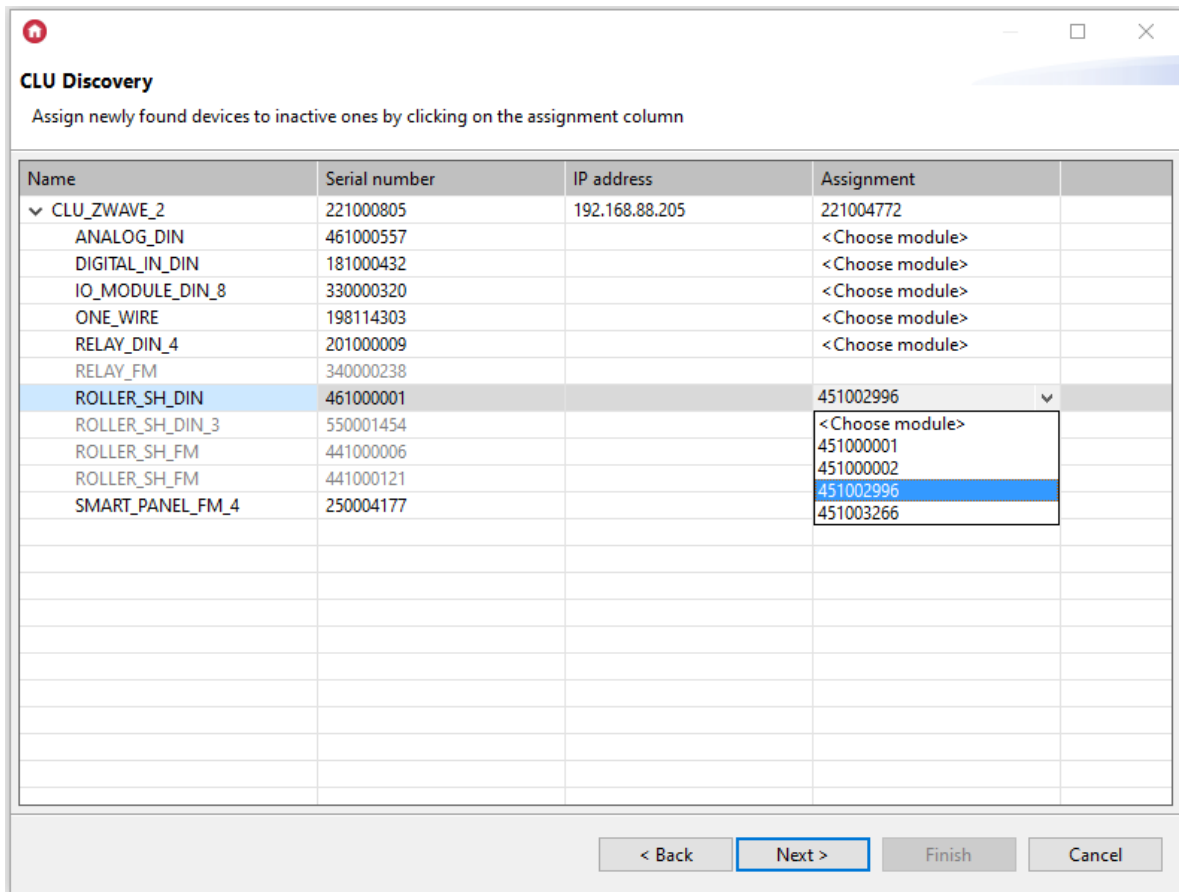 CLU Discovery
Assign newly found devices to inactive ones by clicking on the assignment column
Name Serial number IP address Assignment
CLU_ZWAVE_2 221000805 192.168.88.205 221004772
ANALOG_DIN 461000557 <Choose module>
DIGITAL_IN_DIN 181000432 <Choose module>
IO_MODULE_DIN_8 330000320 <Choose module>
ONE_WIRE 198114303 <Choose module>
RELAY_DIN_4 201000009 <Choose module>
RELAY_FM 340000238
ROLLER_SH_DIN 461000001 451002996
ROLLER_SH_DIN_3 550001454 <Choose module>
ROLLER_SH_FM 441000006 451000001
451000002
ROLLER_SH_FM 441000121 451002996
SMART_PANEL_FM_4 250004177 451003266
< Back Next > Finish Cancel